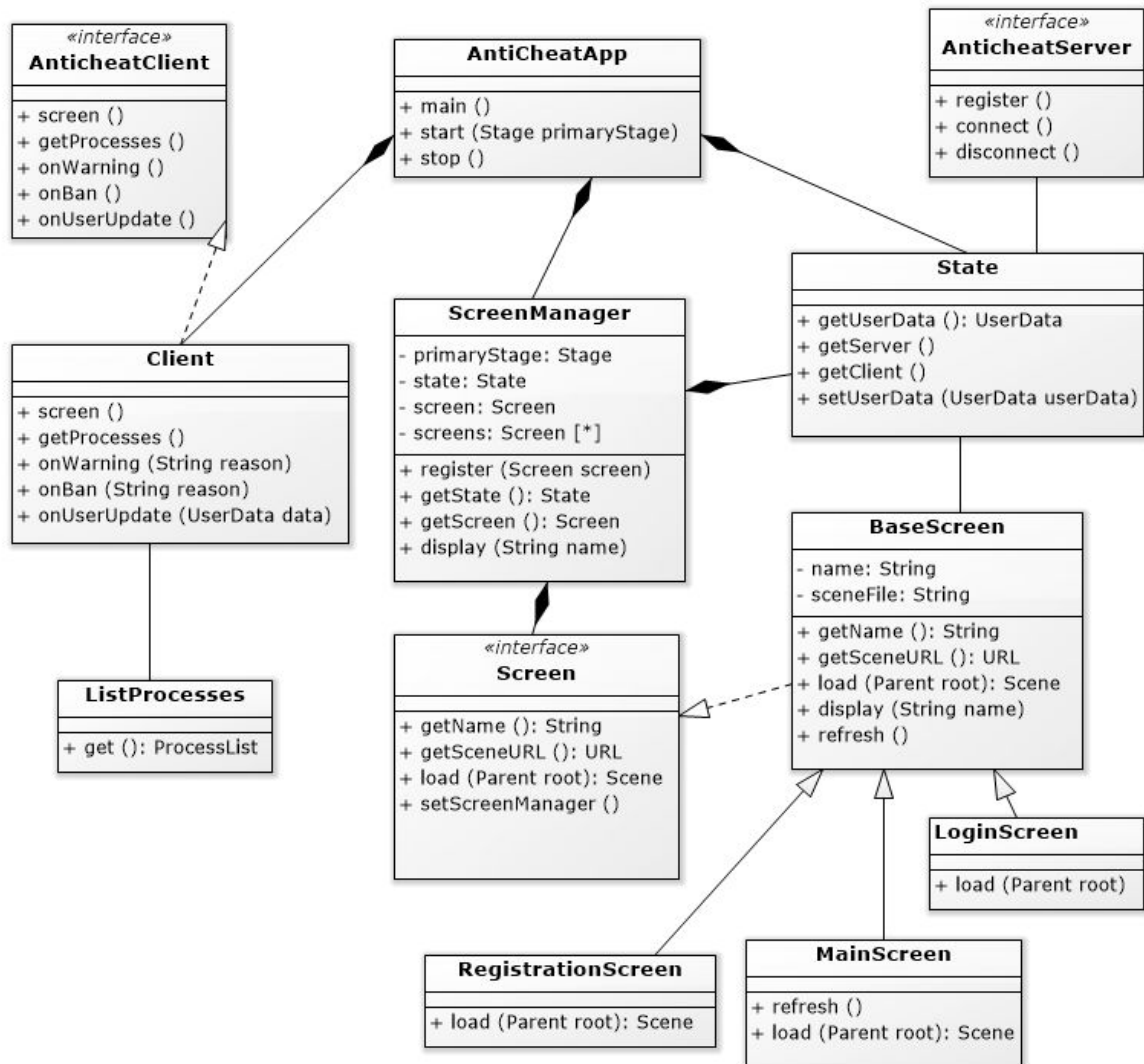 «interface»
AnticheatClient
+ screen ()
+ getProcesses ()
+ onWarning ()
+ onBan ()
+ onUserUpdate ()
AntiCheatApp
+ main ()
+ start (Stage primaryStage)
+ stop ()
«interface»
AnticheatServer
+ register ()
+ connect ()
+ disconnect ()
Client
+ screen ()
+ getProcesses ()
+ onWarning (String reason)
+ onBan (String reason)
+ onUserUpdate (UserData data)
ScreenManager
- primaryStage: Stage
- state: State
- screen: Screen
- screens: Screen [*]
+ register (Screen screen)
+ getState (): State
+ getScreen (): Screen
+ display (String name)
State
+ getUserData (): UserData
+ getServer ()
+ getClient ()
+ setUserData (UserData userData)
ListProcesses
+ get (): ProcessList
«interface»
Screen
+ getName (): String
+ getSceneURL (): URL
+ load (Parent root): Scene
+ setScreenManager ()
BaseScreen
- name: String
- sceneFile: String
+ getName (): String
+ getSceneURL (): URL
+ load (Parent root): Scene
+ display (String name)
+ refresh ()
LoginScreen
+ load (Parent root)
RegistrationScreen
+ load (Parent root): Scene
MainScreen
+ refresh ()
+ load (Parent root): Scene